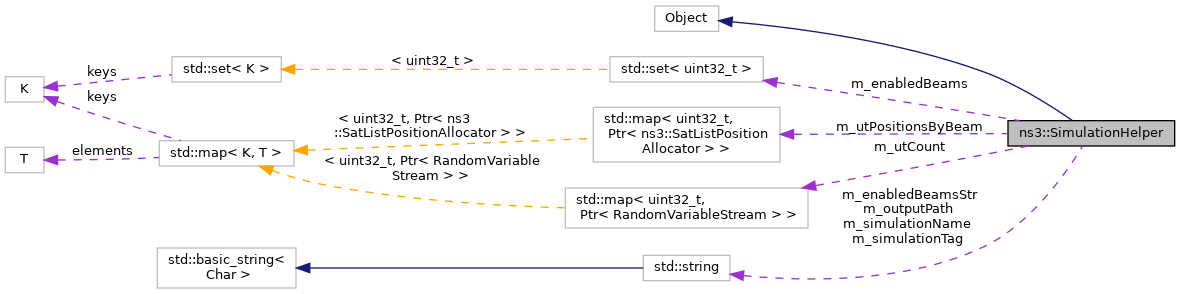 Object
< uint32_t >
std::set< K >
std::set< uint32_t >
keys
m_enabledBeams
K
keys
< uint32_t, Ptr< ns3
::SatListPositionAllocator > >
std::map< uint32_t,
Ptr< ns3::SatListPosition
Allocator > >
m_utPositionsByBeam
ns3::SimulationHelper
T
elements
std::map< K, T >
< uint32_t, Ptr< RandomVariable
Stream > >
m_utCount
std::map< uint32_t,
Ptr< RandomVariableStream > >
m_enabledBeamsStr
m_outputPath
m_simulationName
m_simulationTag
std::basic_string<
Char >
std::string